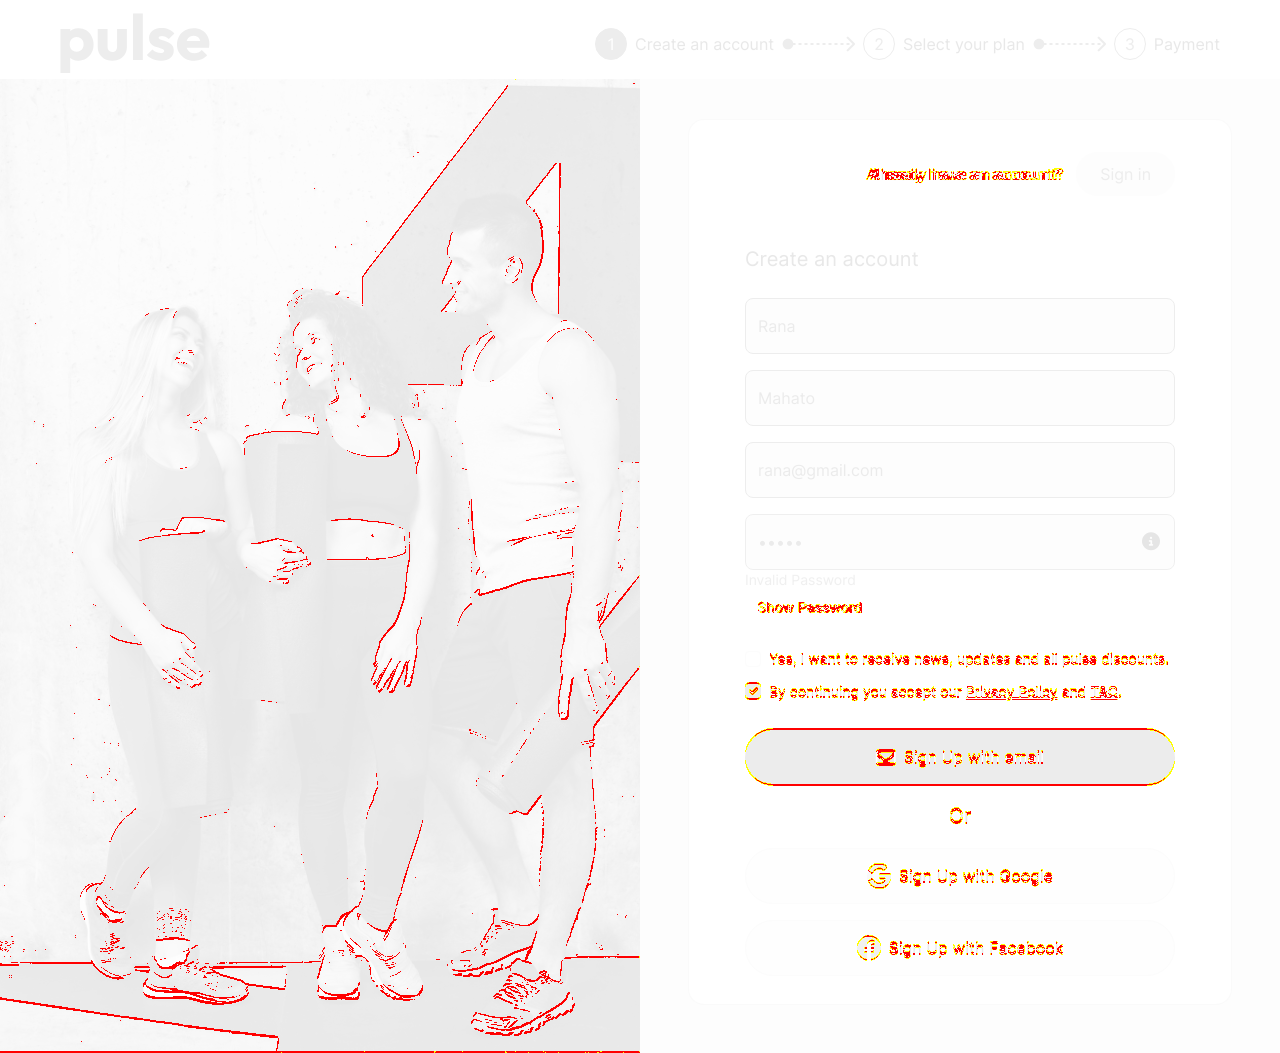 pulse
1 Create an account 2 Select your plan 3 Payment
Already have an account? Sign in
Create an account
Rana
Mahato
rana@gmail.com
Invalid Password
Show Password
Yes, I want to receive news, updates and all pulse discounts.
By continuing you accept our Privacy Policy and T&C.
Sign Up with email
Or
Sign Up with Google
Sign Up with Facebook